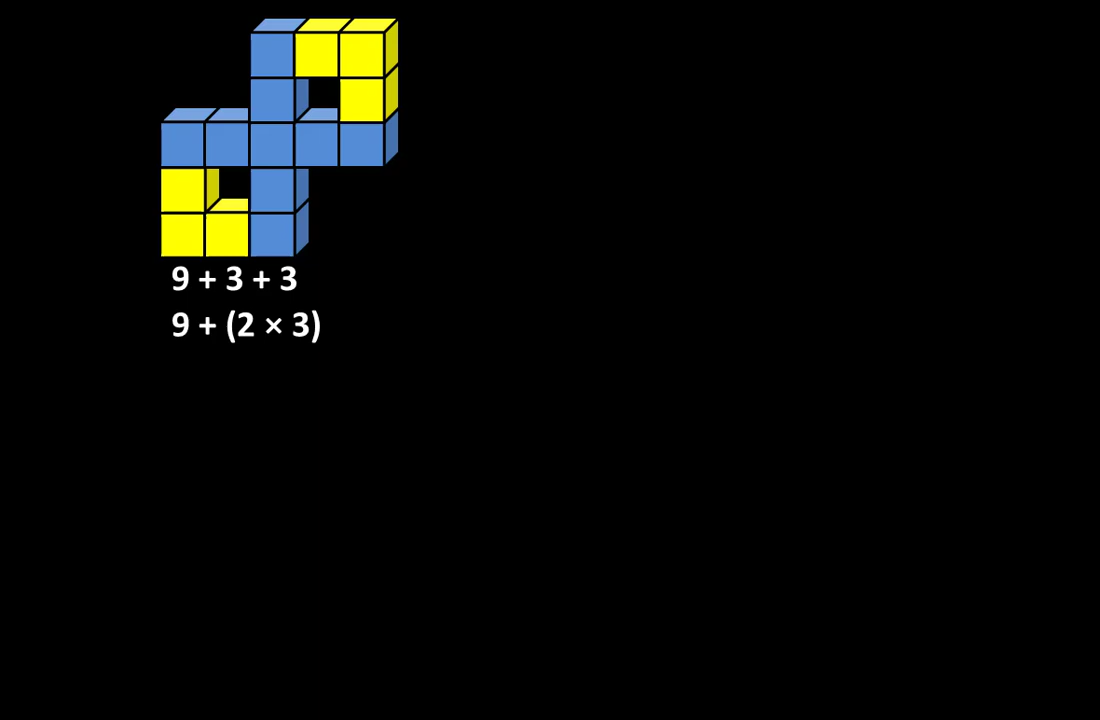 9 + 3 + 3
9 + (2 × 3)